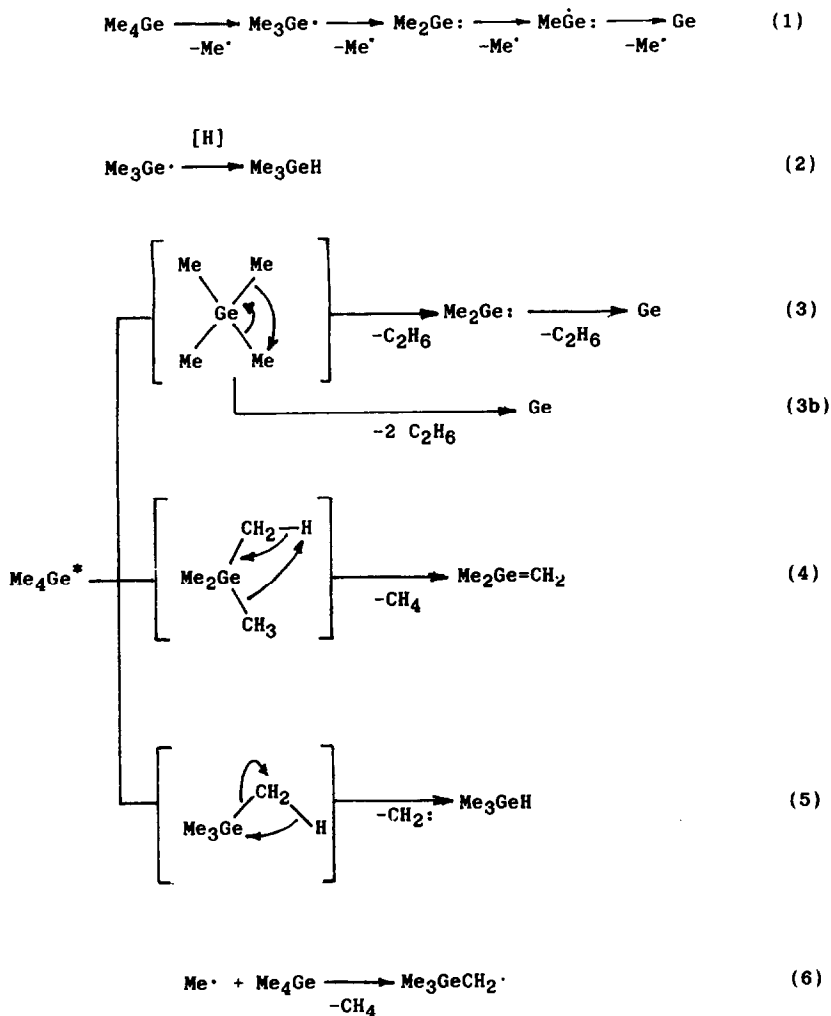 Me₄Ge → Me₃Ge· → Me₂Ge: → MeĠe: → Ge (1)
-Me· -Me· -Me· -Me·
[H]
Me₃Ge· → Me₃GeH (2)
Me Me
Ge → Me₂Ge: → Ge (3)
-C₂H₆ -C₂H₆
Me Me
Ge (3b)
-2 C₂H₆
CH₂-H
Me₄Ge* Me₂Ge → Me₂Ge=CH₂ (4)
-CH₄
CH₃
CH₂
Me₃Ge H → Me₃GeH (5)
-CH₂:
Me· + Me₄Ge → Me₃GeCH₂· (6)
-CH₄